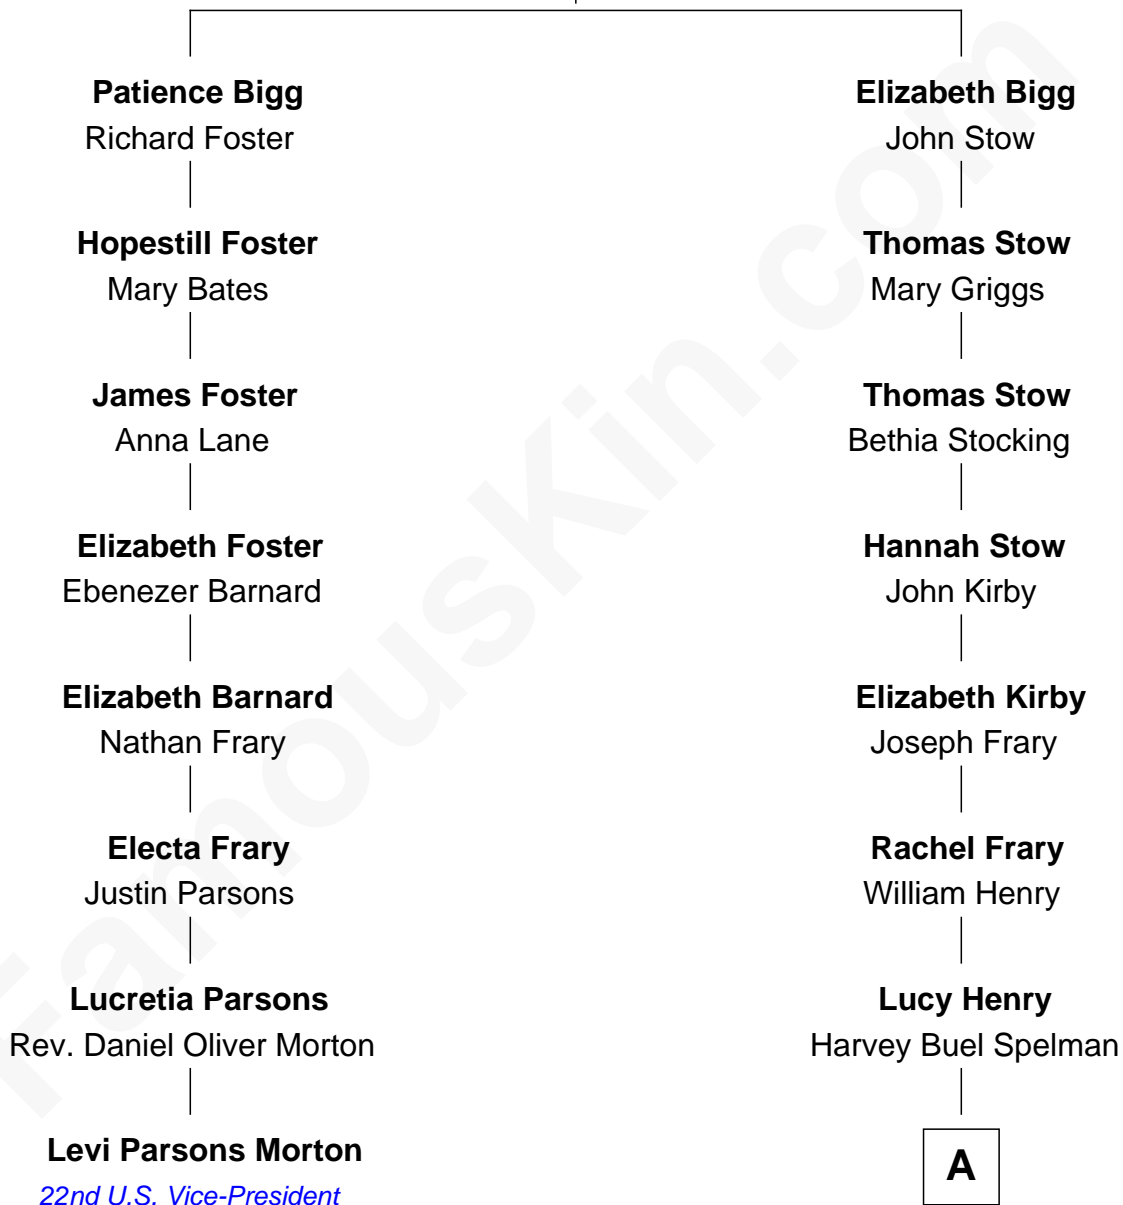 Patience Bigg
Richard Foster
Elizabeth Bigg
John Stow
Hopestill Foster
Mary Bates
Thomas Stow
Mary Griggs
James Foster
Anna Lane
Thomas Stow
Bethia Stocking
Elizabeth Foster
Ebenezer Barnard
Hannah Stow
John Kirby
Elizabeth Barnard
Nathan Frary
Elizabeth Kirby
Joseph Frary
Electa Frary
Justin Parsons
Rachel Frary
William Henry
Lucretia Parsons
Rev. Daniel Oliver Morton
Lucy Henry
Harvey Buel Spelman
Levi Parsons Morton
22nd U.S. Vice-President
A
FamousKin.com